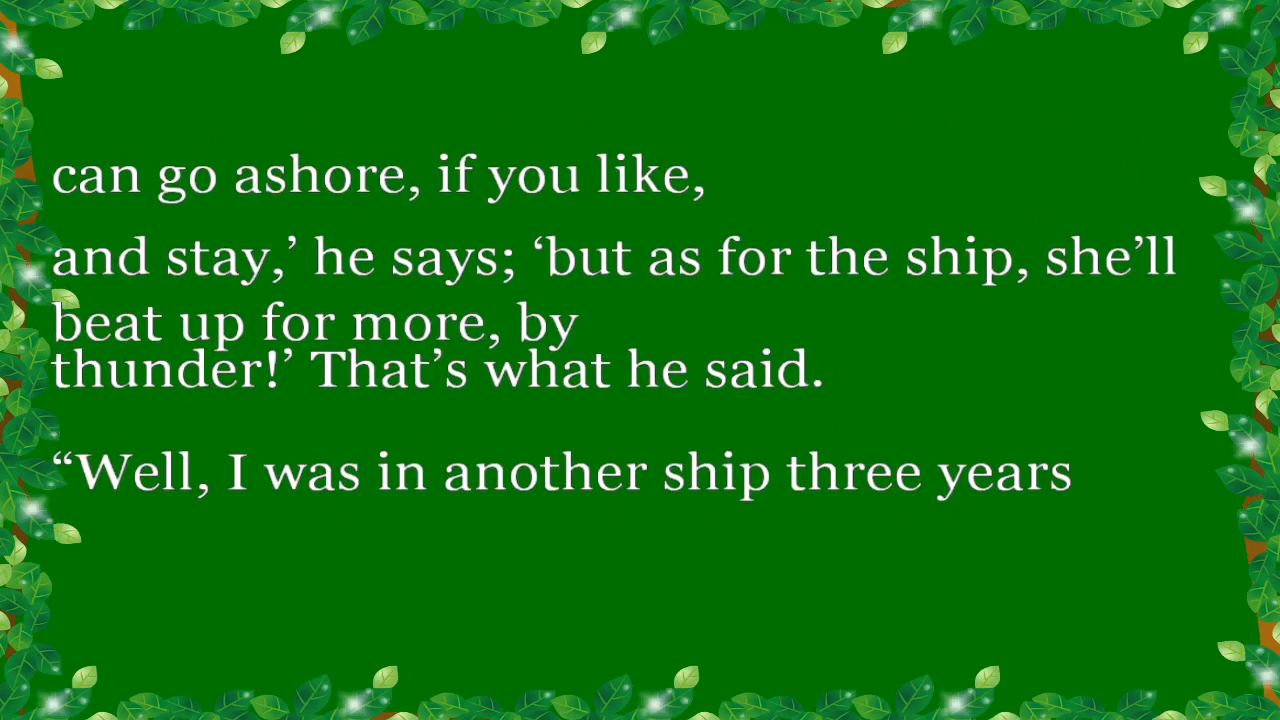 can go ashore, if you like,
and stay,’ he says; ‘but as for the ship, she’ll
beat up for more, by
thunder!’ That’s what he said.
“Well, I was in another ship three years